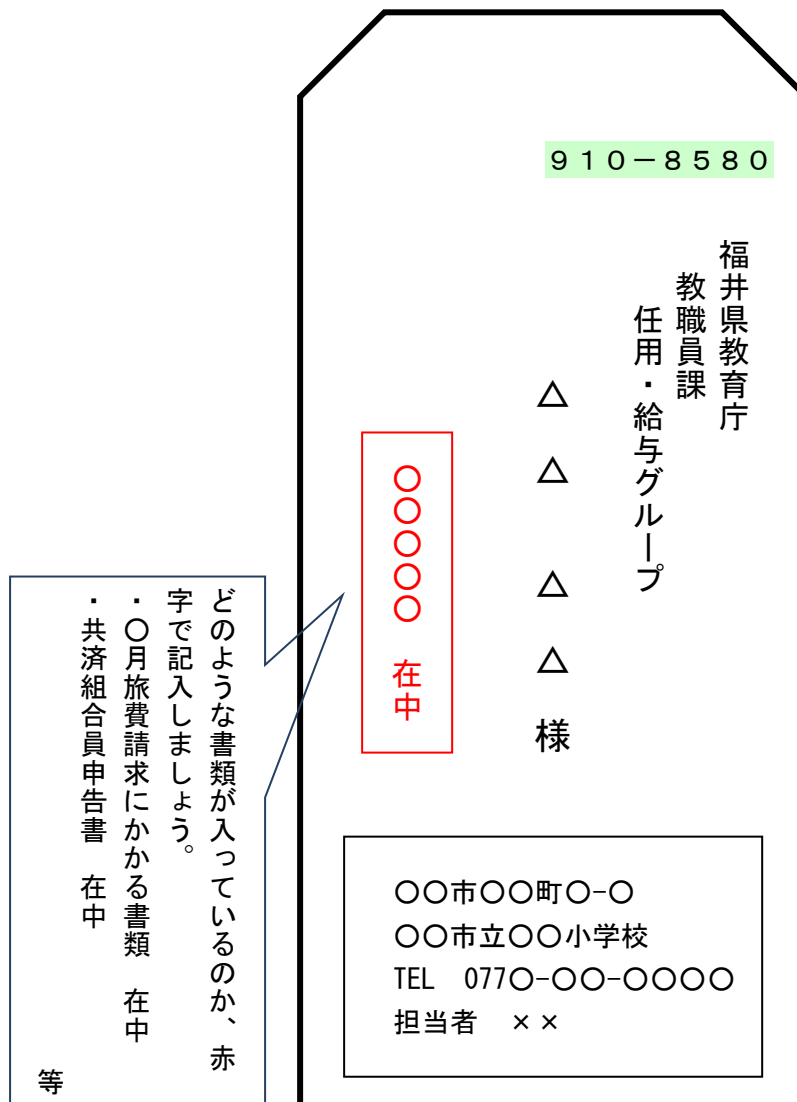 ９１０－８５８０
福井県教育庁
教職員課
任用・給与グループ
△△　△△様
〇〇〇〇〇　在中
どのような書類が入っているのか、赤
字で記入しましょう。
・〇月旅費請求にかかる書類　在中
・共済組合員申告書　在中
等
〇〇市〇〇町〇-〇
〇〇市立〇〇小学校
TEL　077〇-〇〇-〇〇〇〇
担当者　××